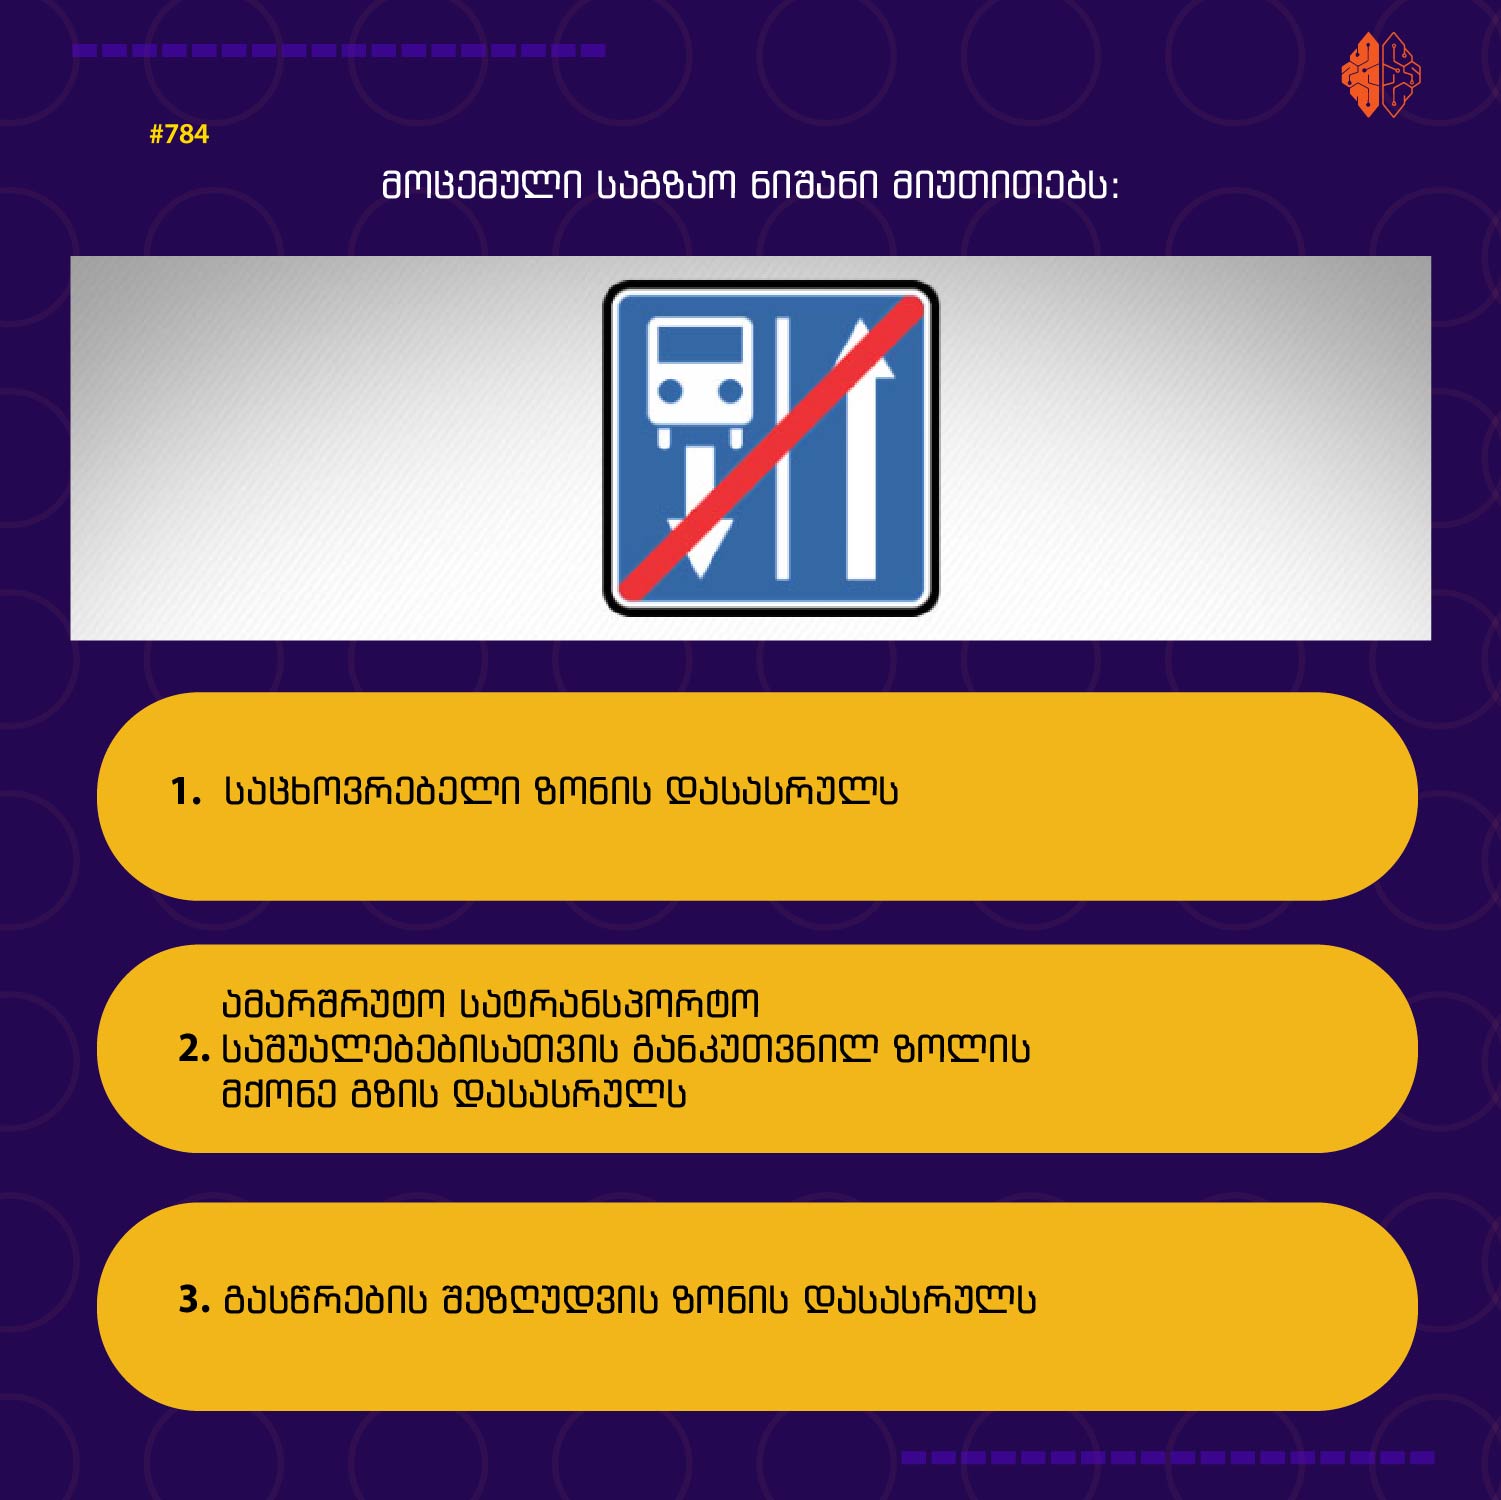 #784
მოცემული საგზაო ნიშანი მიუთითებს:
1. საცხოვრებელი ზონის დასასრულს
ამარშრუტო სატრანსპორტო
2. საშუალებებისათვის განკუთვნილ ზოლის
მქონე გზის დასასრულს
3. გასწრების შეზღუდვის ზონის დასასრულს